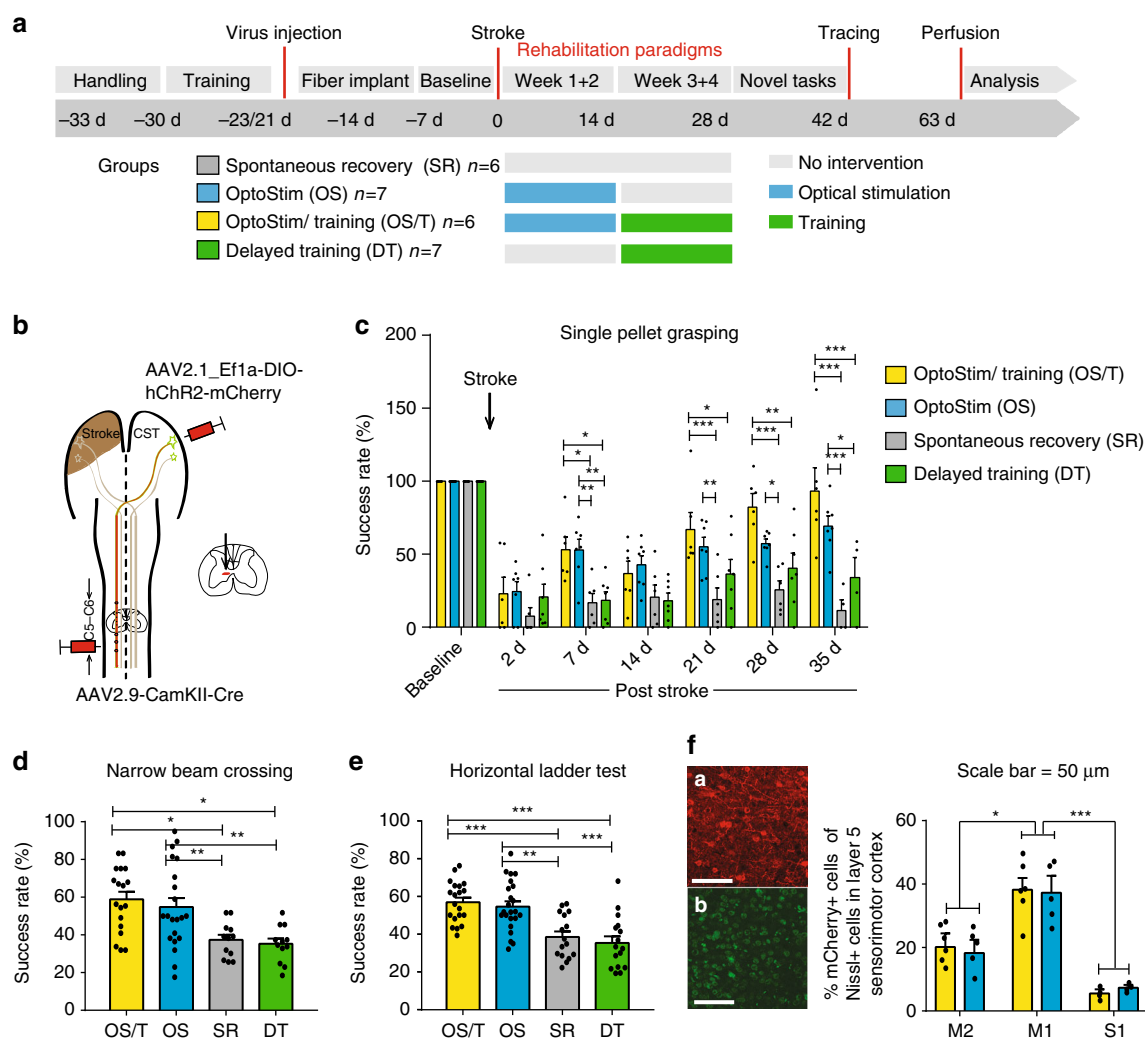 a
Virus injection
Stroke
Rehabilitation paradigms
Tracing
Perfusion
Handling
Training
Fiber implant
Baseline
Week 1+2
Week 3+4
Novel tasks
Analysis
–33 d
–30 d
–23/21 d
–14 d
–7 d
0
14 d
28 d
42 d
63 d
Groups
Spontaneous recovery (SR) n=6
OptoStim (OS) n=7
OptoStim/ training (OS/T) n=6
Delayed training (DT) n=7
No intervention
Optical stimulation
Training
b
AAV2.1_Ef1a-DIO-
hChR2-mCherry
Stroke
CST
C5–C6
AAV2.9-CamKII-Cre
c
Single pellet grasping
Stroke
Success rate (%)
200
150
100
50
0
* *
* **
**
* ***
**
** ***
*
*** ***
* ***
Baseline
2 d
7 d
14 d
21 d
28 d
35 d
Post stroke
OptoStim/ training (OS/T)
OptoStim (OS)
Spontaneous recovery (SR)
Delayed training (DT)
d
Narrow beam crossing
Success rate (%)
100
80
60
40
20
0
*
*
**
**
OS/T
OS
SR
DT
e
Horizontal ladder test
Success rate (%)
100
80
60
40
20
0
***
***
***
**
OS/T
OS
SR
DT
f
a
b
Scale bar = 50 μm
% mCherry+ cells of
Nissl+ cells in layer 5
sensorimotor cortex
60
40
20
0
*
***
M2
M1
S1